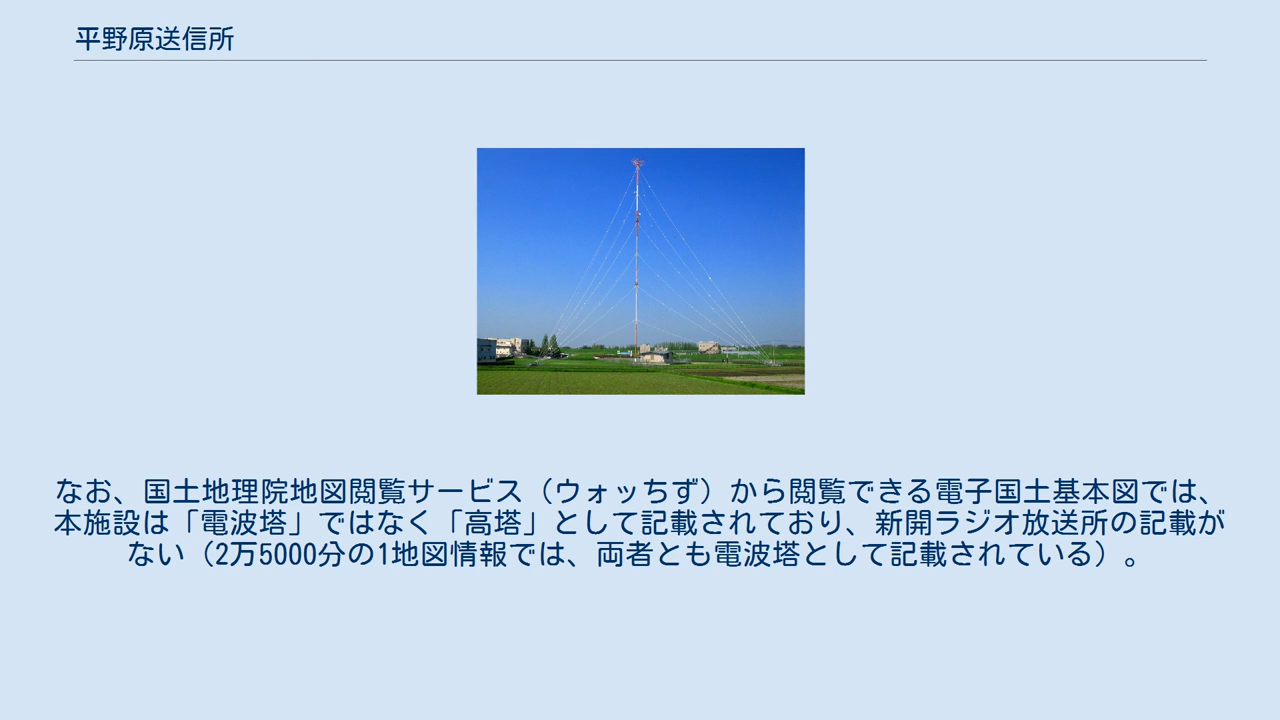 平野原送信所
なお、国土地理院地図閲覧サービス（ウォッちず）から閲覧できる電子国土基本図では、
本施設は「電波塔」ではなく「高塔」として記載されており、新開ラジオ放送所の記載が
ない（2万5000分の1地図情報では、両者とも電波塔として記載されている）。